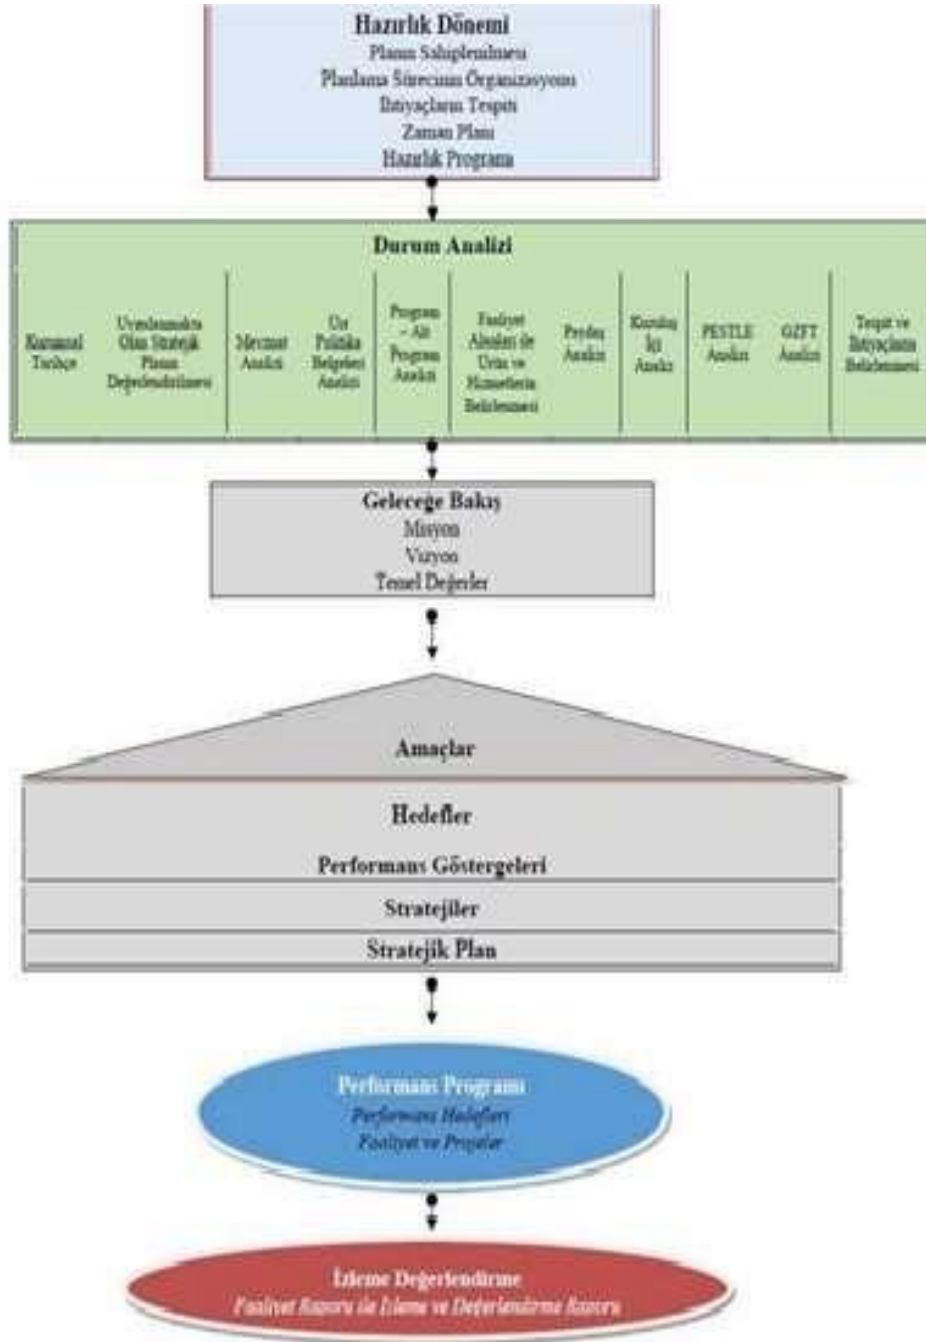 Hazırlık Dönemi
Planın Sahiplenilmesi
Planlama Sürecinin Organizasyonu
İhtiyaçların Tespiti
Zaman Planı
Hazırlık Programı
Durum Analizi
Kurumsal
Tarihçe
Uygulanmakta
Olan Stratejik
Planın
Değerlendirilmesi
Mevzuat
Analizi
Üst
Politika
Belgeleri
Analizi
Program
– Alt
Program
Analizi
Faaliyet
Alanları ile
Ürün ve
Hizmetlerin
Belirlenmesi
Paydaş
Analizi
Kuruluş
İçi
Analiz
PESTLE
Analizi
GZFT
Analizi
Tespit ve
İhtiyaçların
Belirlenmesi
Geleceğe Bakış
Misyon
Vizyon
Temel Değerler
Amaçlar
Hedefler
Performans Göstergeleri
Stratejiler
Stratejik Plan
Performans Programı
Performans Hedefleri
Faaliyet ve Projeler
İzleme Değerlendirme
Faaliyet Raporu ile İzleme ve Değerlendirme Raporu